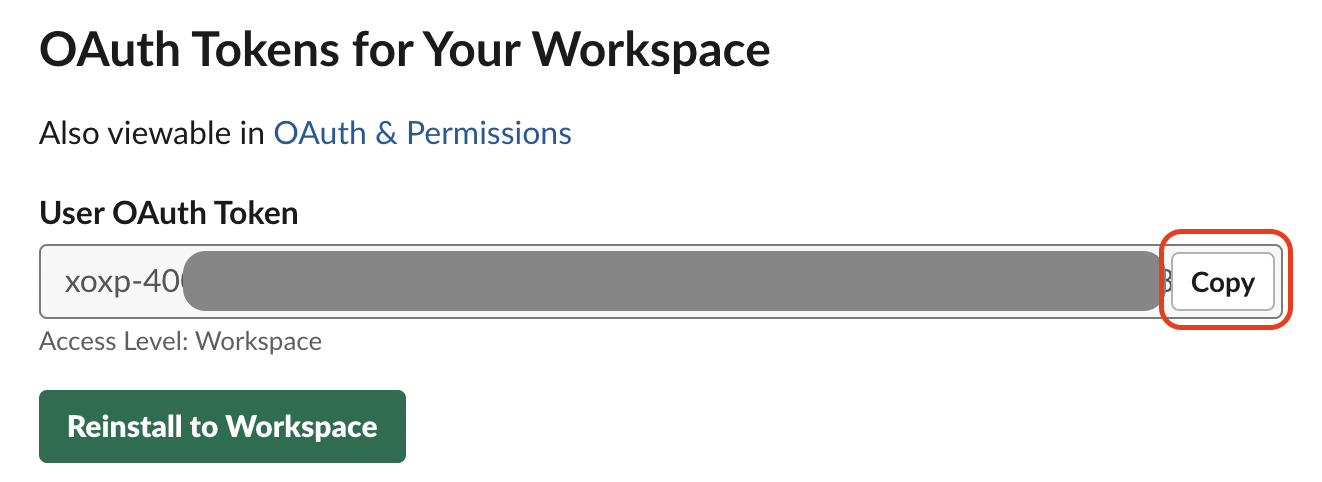 OAuth Tokens for Your Workspace
Also viewable in OAuth & Permissions
User OAuth Token
xoxp-40
Copy
Access Level: Workspace
Reinstall to Workspace